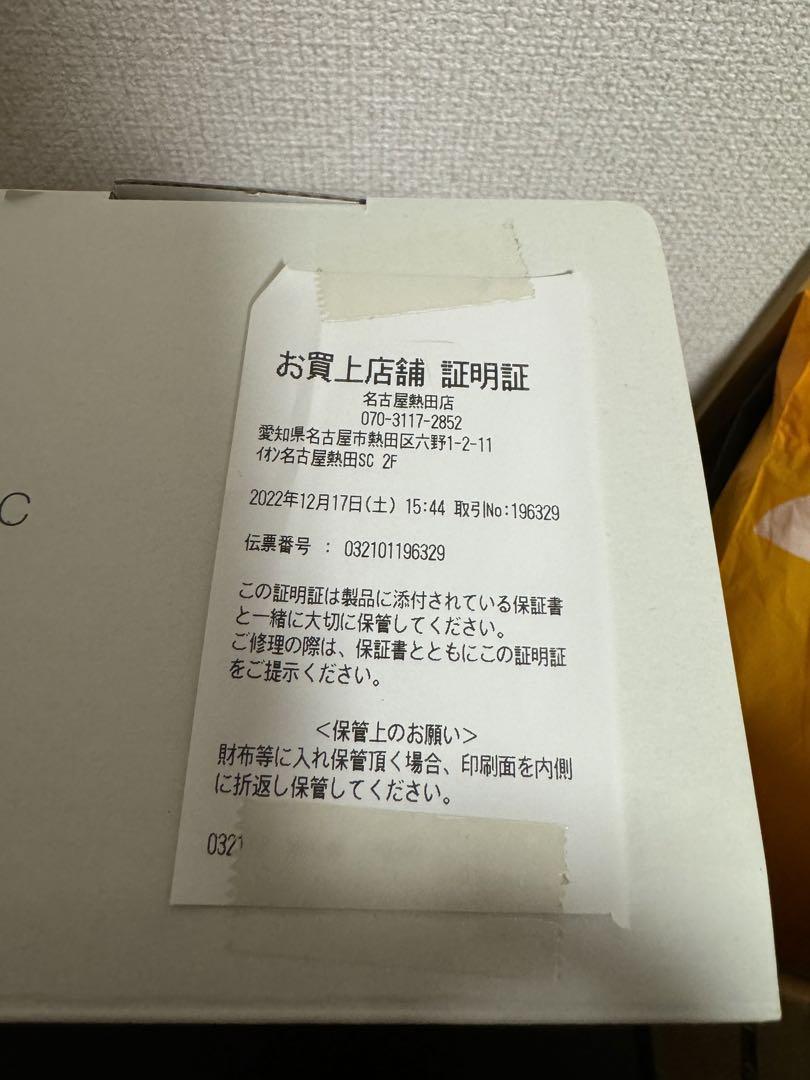 お買上店舗 証明証
名古屋熱田店
070-3117-2852
愛知県名古屋市熱田区六野1-2-11
ｲｵﾝ名古屋熱田SC 2F
2022年12月17日(土) 15:44 取引No:196329
伝票番号 : 032101196329
この証明証は製品に添付されている保証書
と一緒に大切に保管してください。
ご修理の際は、保証書とともにこの証明証
をご提示ください。
<保管上のお願い>
財布等に入れ保管頂く場合、印刷面を内側
に折返し保管してください。
0321
C